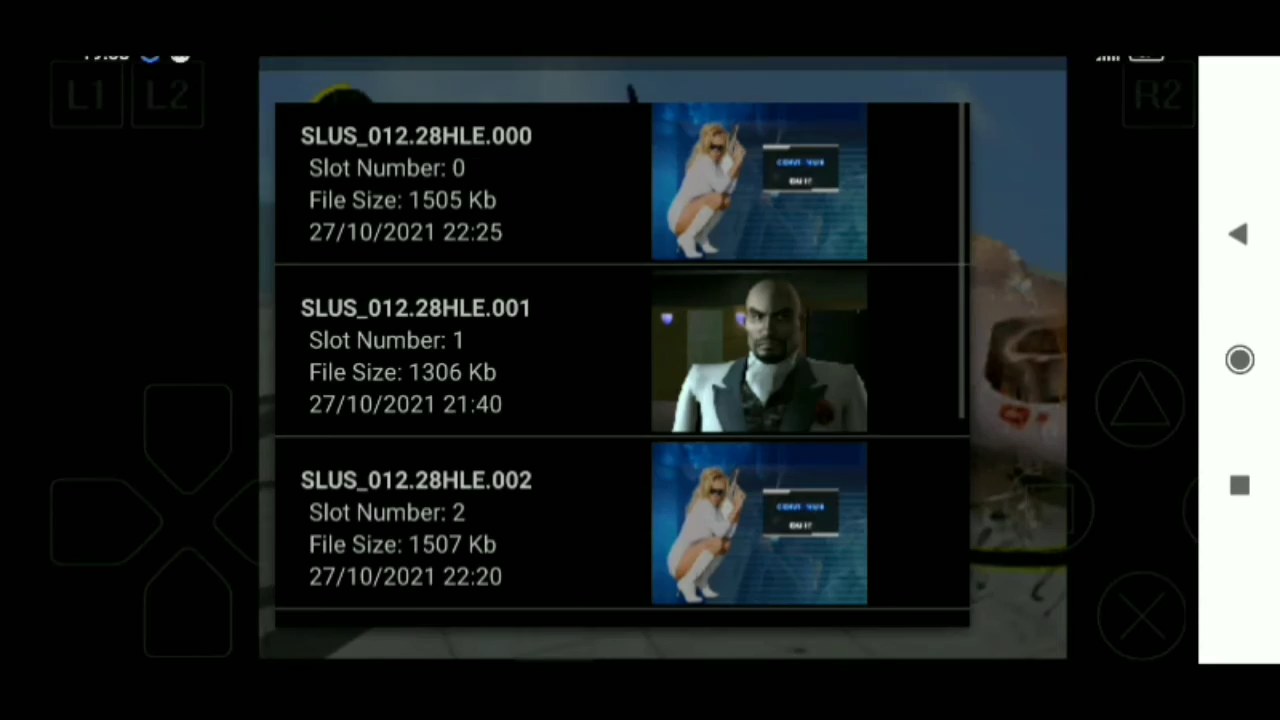 L1
L2
R2
SLUS_012.28HLE.000
Slot Number: 0
File Size: 1505 Kb
27/10/2021 22:25
SLUS_012.28HLE.001
Slot Number: 1
File Size: 1306 Kb
27/10/2021 21:40
SLUS_012.28HLE.002
Slot Number: 2
File Size: 1507 Kb
27/10/2021 22:20